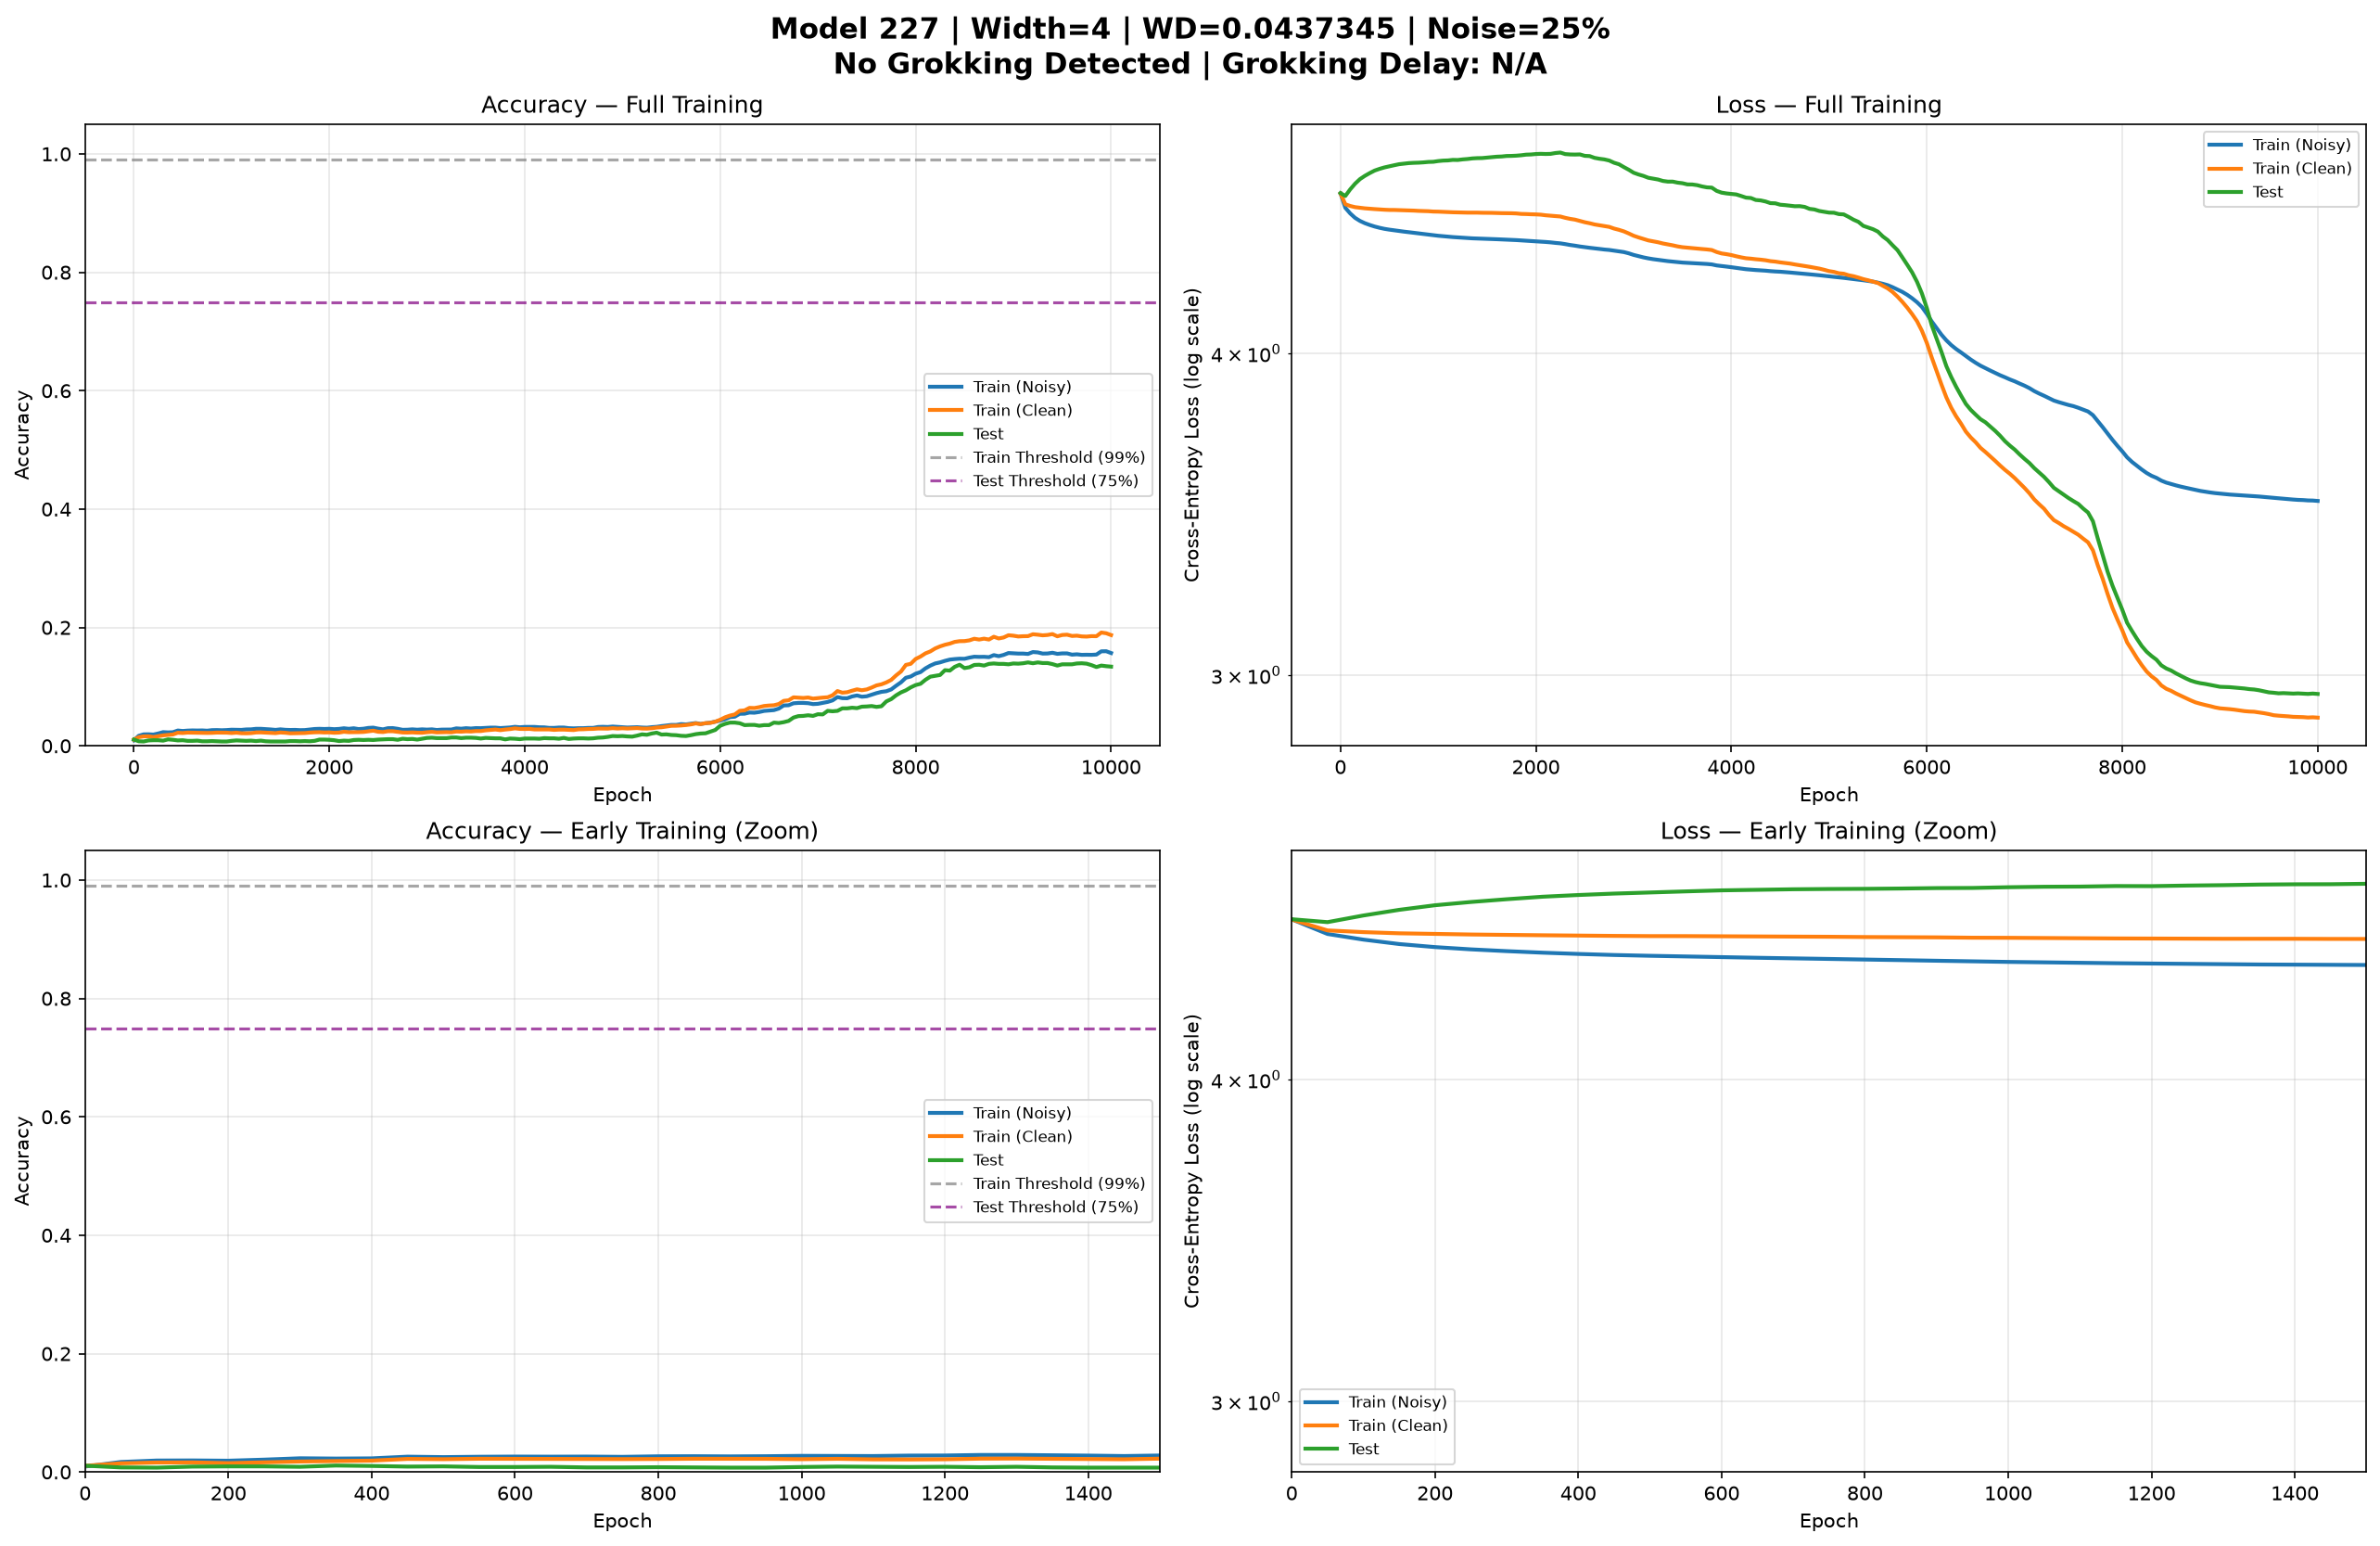 Model 227 | Width=4 | WD=0.0437345 | Noise=25%
No Grokking Detected | Grokking Delay: N/A
Accuracy — Full Training
Accuracy
1.0
0.8
0.6
0.4
0.2
0.0
Train (Noisy)
Train (Clean)
Test
Train Threshold (99%)
Test Threshold (75%)
0 2000 4000 6000 8000 10000
Epoch
Loss — Full Training
Cross-Entropy Loss (log scale)
4 × 10⁰
3 × 10⁰
Train (Noisy)
Train (Clean)
Test
0 2000 4000 6000 8000 10000
Epoch
Accuracy — Early Training (Zoom)
Accuracy
1.0
0.8
0.6
0.4
0.2
0.0
Train (Noisy)
Train (Clean)
Test
Train Threshold (99%)
Test Threshold (75%)
0 200 400 600 800 1000 1200 1400
Epoch
Loss — Early Training (Zoom)
Cross-Entropy Loss (log scale)
4 × 10⁰
3 × 10⁰
Train (Noisy)
Train (Clean)
Test
0 200 400 600 800 1000 1200 1400
Epoch